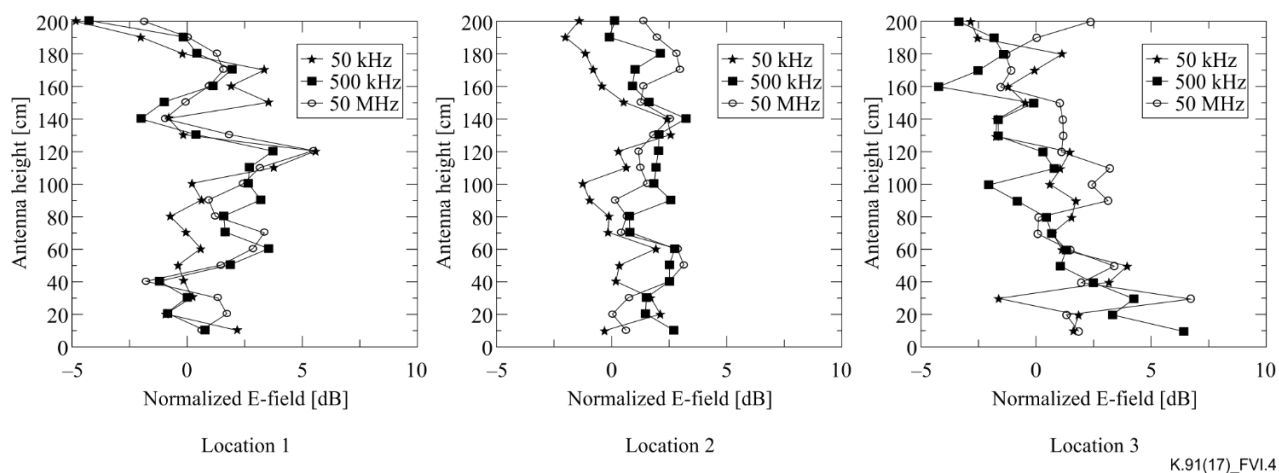 200
180
160
140
120
100
80
60
40
20
0
Antenna height [cm]
50 kHz
500 kHz
50 MHz
–5
0
5
10
Normalized E-field [dB]
Location 1
200
180
160
140
120
100
80
60
40
20
0
Antenna height [cm]
50 kHz
500 kHz
50 MHz
–5
0
5
10
Normalized E-field [dB]
Location 2
200
180
160
140
120
100
80
60
40
20
0
Antenna height [cm]
50 kHz
500 kHz
50 MHz
–5
0
5
10
Normalized E-field [dB]
Location 3
K.91(17)_FVI.4